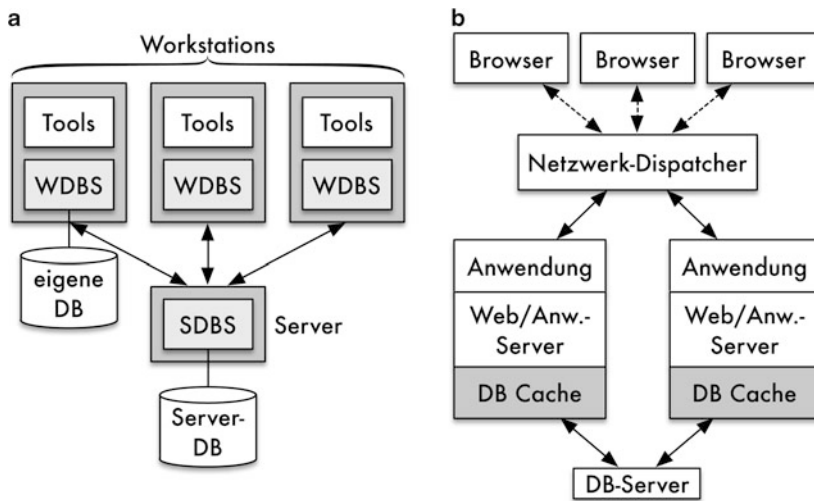 a
Workstations
Tools
Tools
Tools
WDBS
WDBS
WDBS
eigene
DB
SDBS
Server
Server-
DB
b
Browser
Browser
Browser
Netzwerk-Dispatcher
Anwendung
Anwendung
Web/Anw.-
Server
Web/Anw.-
Server
DB Cache
DB Cache
DB-Server